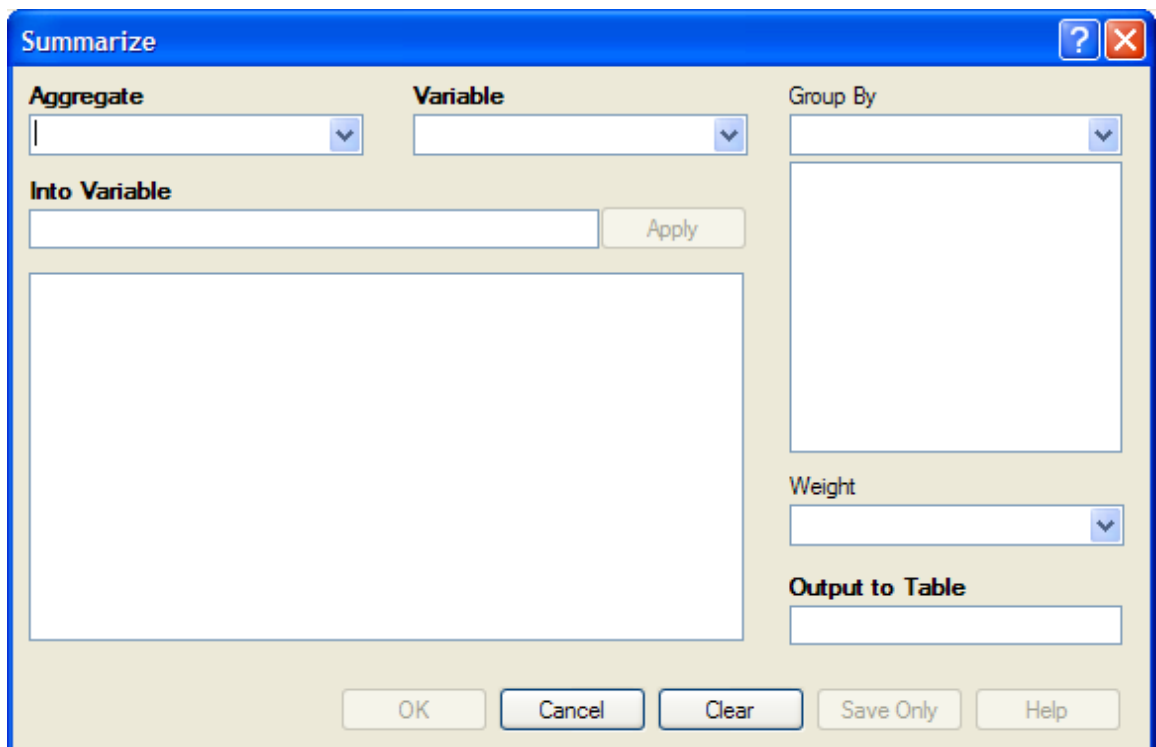 Summarize
Aggregate Variable Group By
Into Variable
Apply
Weight
Output to Table
OK Cancel Clear Save Only Help